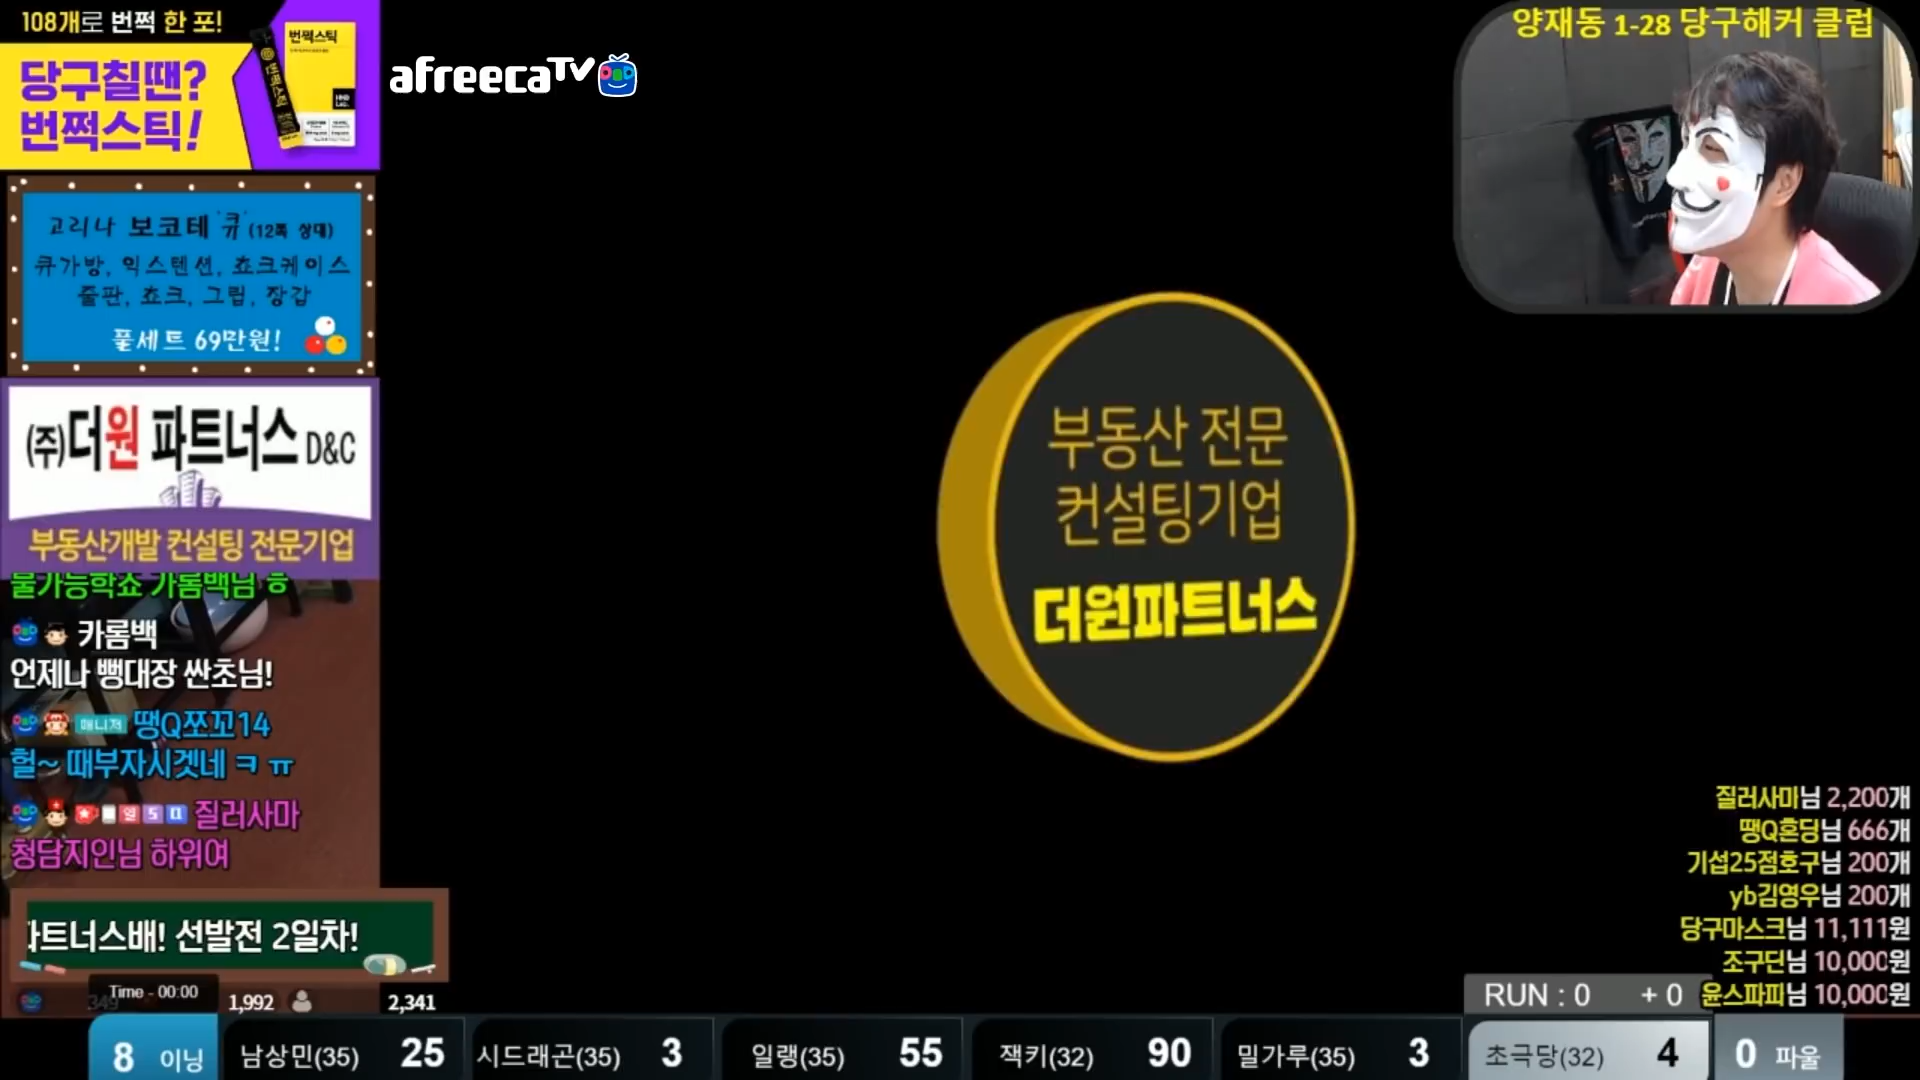 108개로 번쩍 한 포!
당구칠땐?
번쩍스틱!
번쩍스틱
afreecaTV
양재동 1-28 당구해커 클럽
고리나 보코테 큐 (12쪽 상대)
큐가방, 익스텐션, 쵸크케이스
줄판, 쵸크, 그립, 장갑
풀세트 69만원!
(주)더원 파트너스 D&C
부동산개발 컨설팅 전문기업
부동산 전문
컨설팅기업
더원파트너스
카롬백
언제나 뺑대장 싼초님!
매니저 땡Q쪼꼬14
헐~ 때부자시겟네 ㅋ ㅠ
열 5 질러사마
청담지인님 하위여
파트너스배! 선발전 2일차!
Time - 00:00
1,992
2,341
질러사마님 2,200개
땡Q혼딩님 666개
기섭25점호구님 200개
yb김영우님 200개
당구마스크님 11,111원
조구딘님 10,000원
윤스파피님 10,000원
RUN : 0 + 0
8 이닝 남상민(35) 25 시드래곤(35) 3 일랭(35) 55 잭키(32) 90 밀가루(35) 3 초극당(32) 4 0 파울